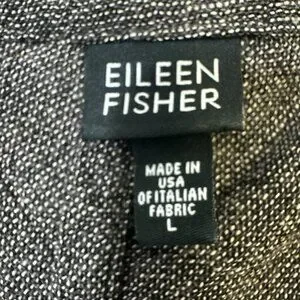 EILEEN
FISHER
MADE IN
USA
OF ITALIAN
FABRIC
L